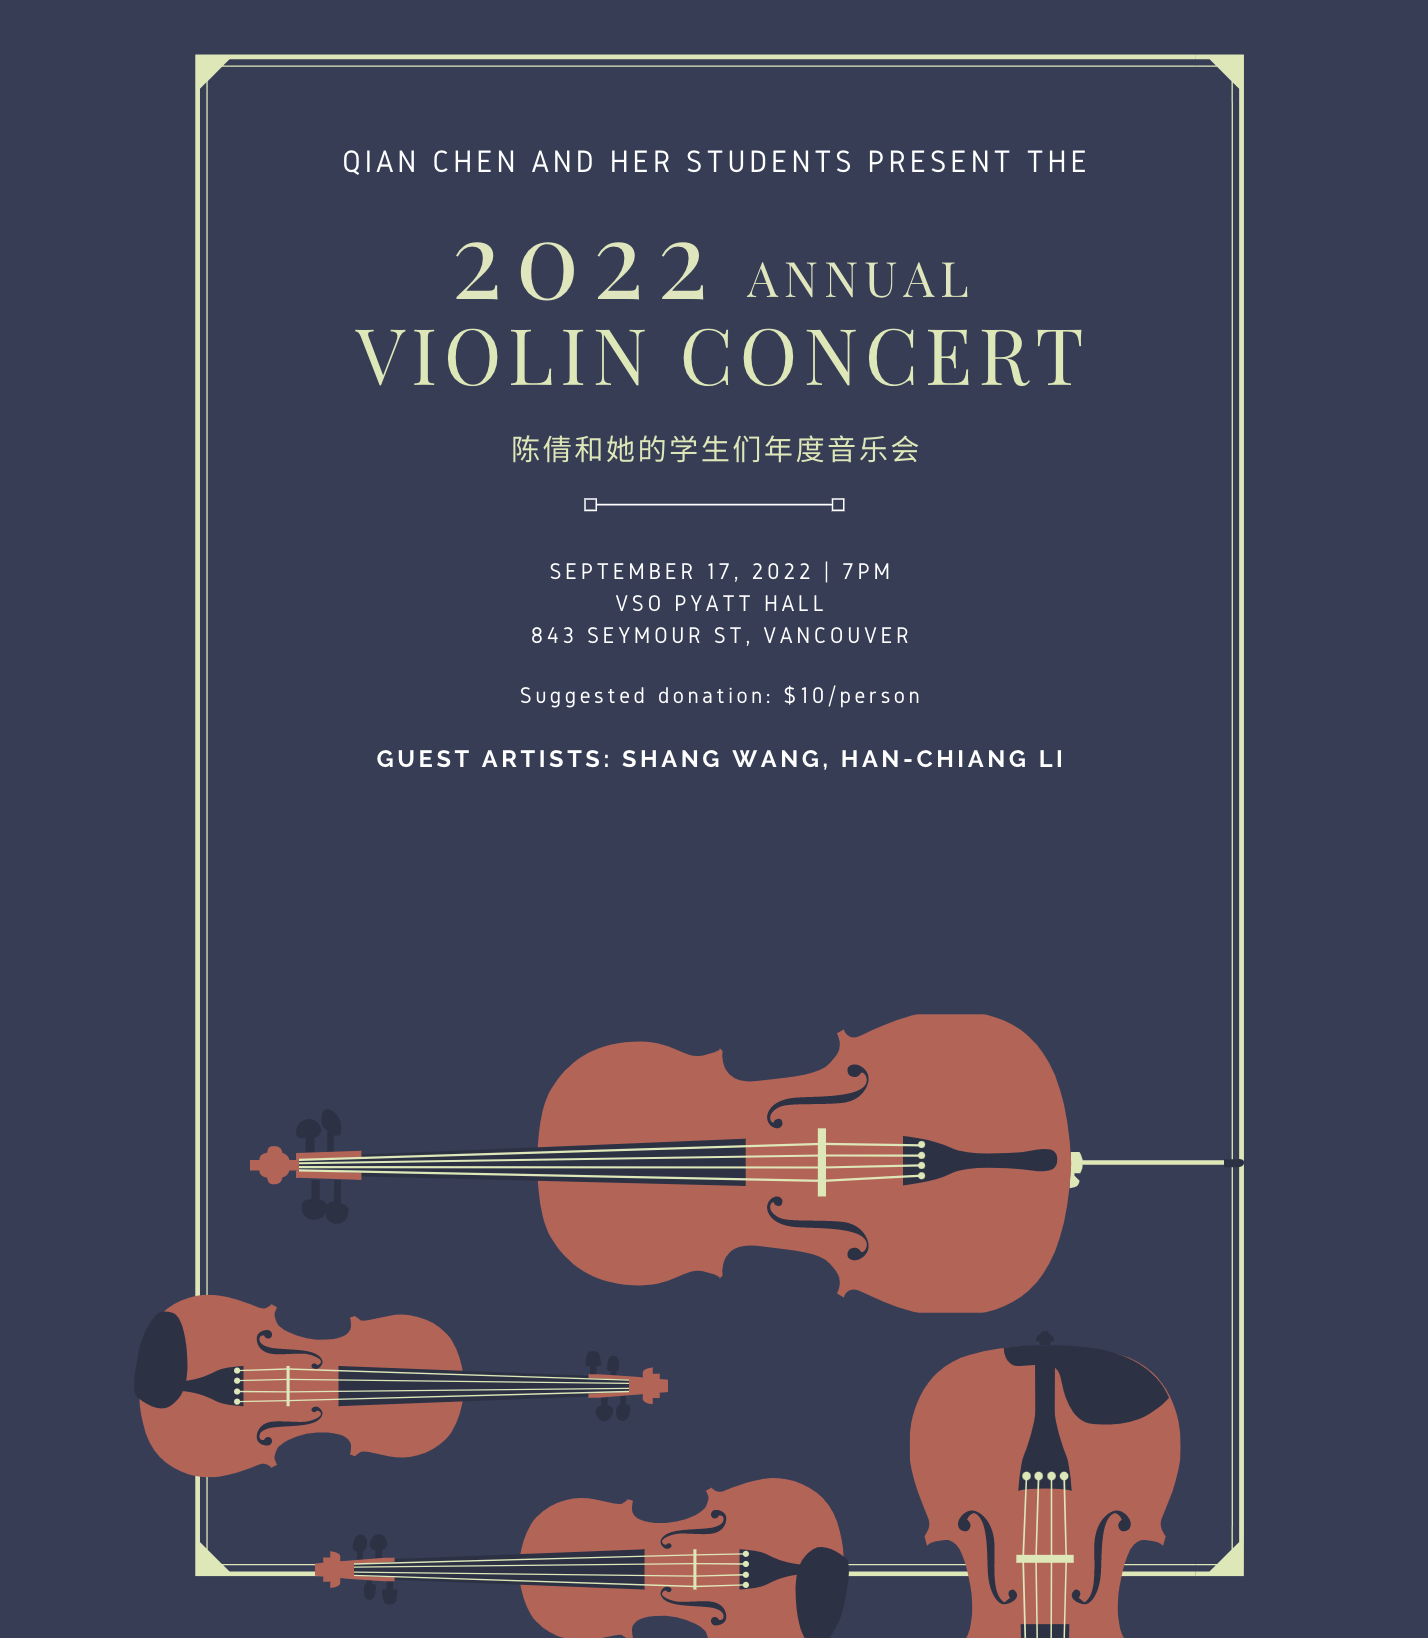 QIAN CHEN AND HER STUDENTS PRESENT THE
2022 ANNUAL
VIOLIN CONCERT
陈倩和她的学生们年度音乐会
SEPTEMBER 17, 2022 | 7PM
VSO PYATT HALL
843 SEYMOUR ST, VANCOUVER
Suggested donation: $10/person
GUEST ARTISTS: SHANG WANG, HAN-CHIANG LI